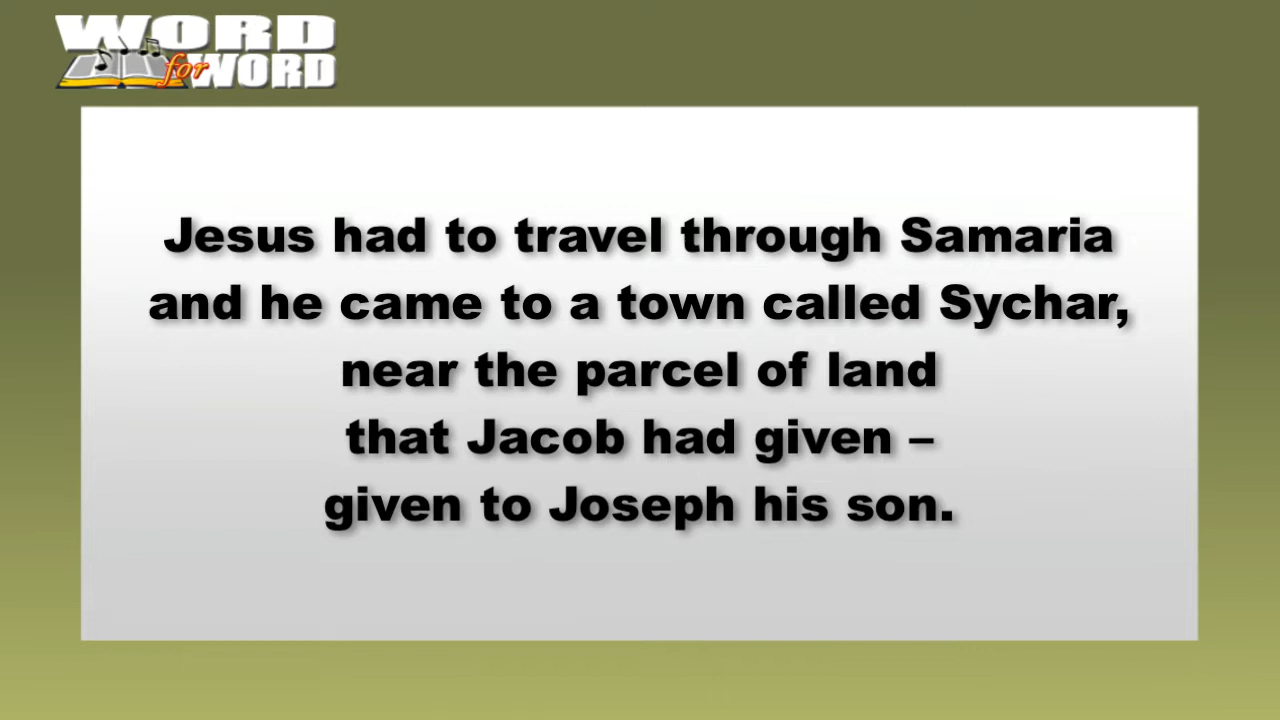 WORD
for WORD
Jesus had to travel through Samaria
and he came to a town called Sychar,
near the parcel of land
that Jacob had given –
given to Joseph his son.